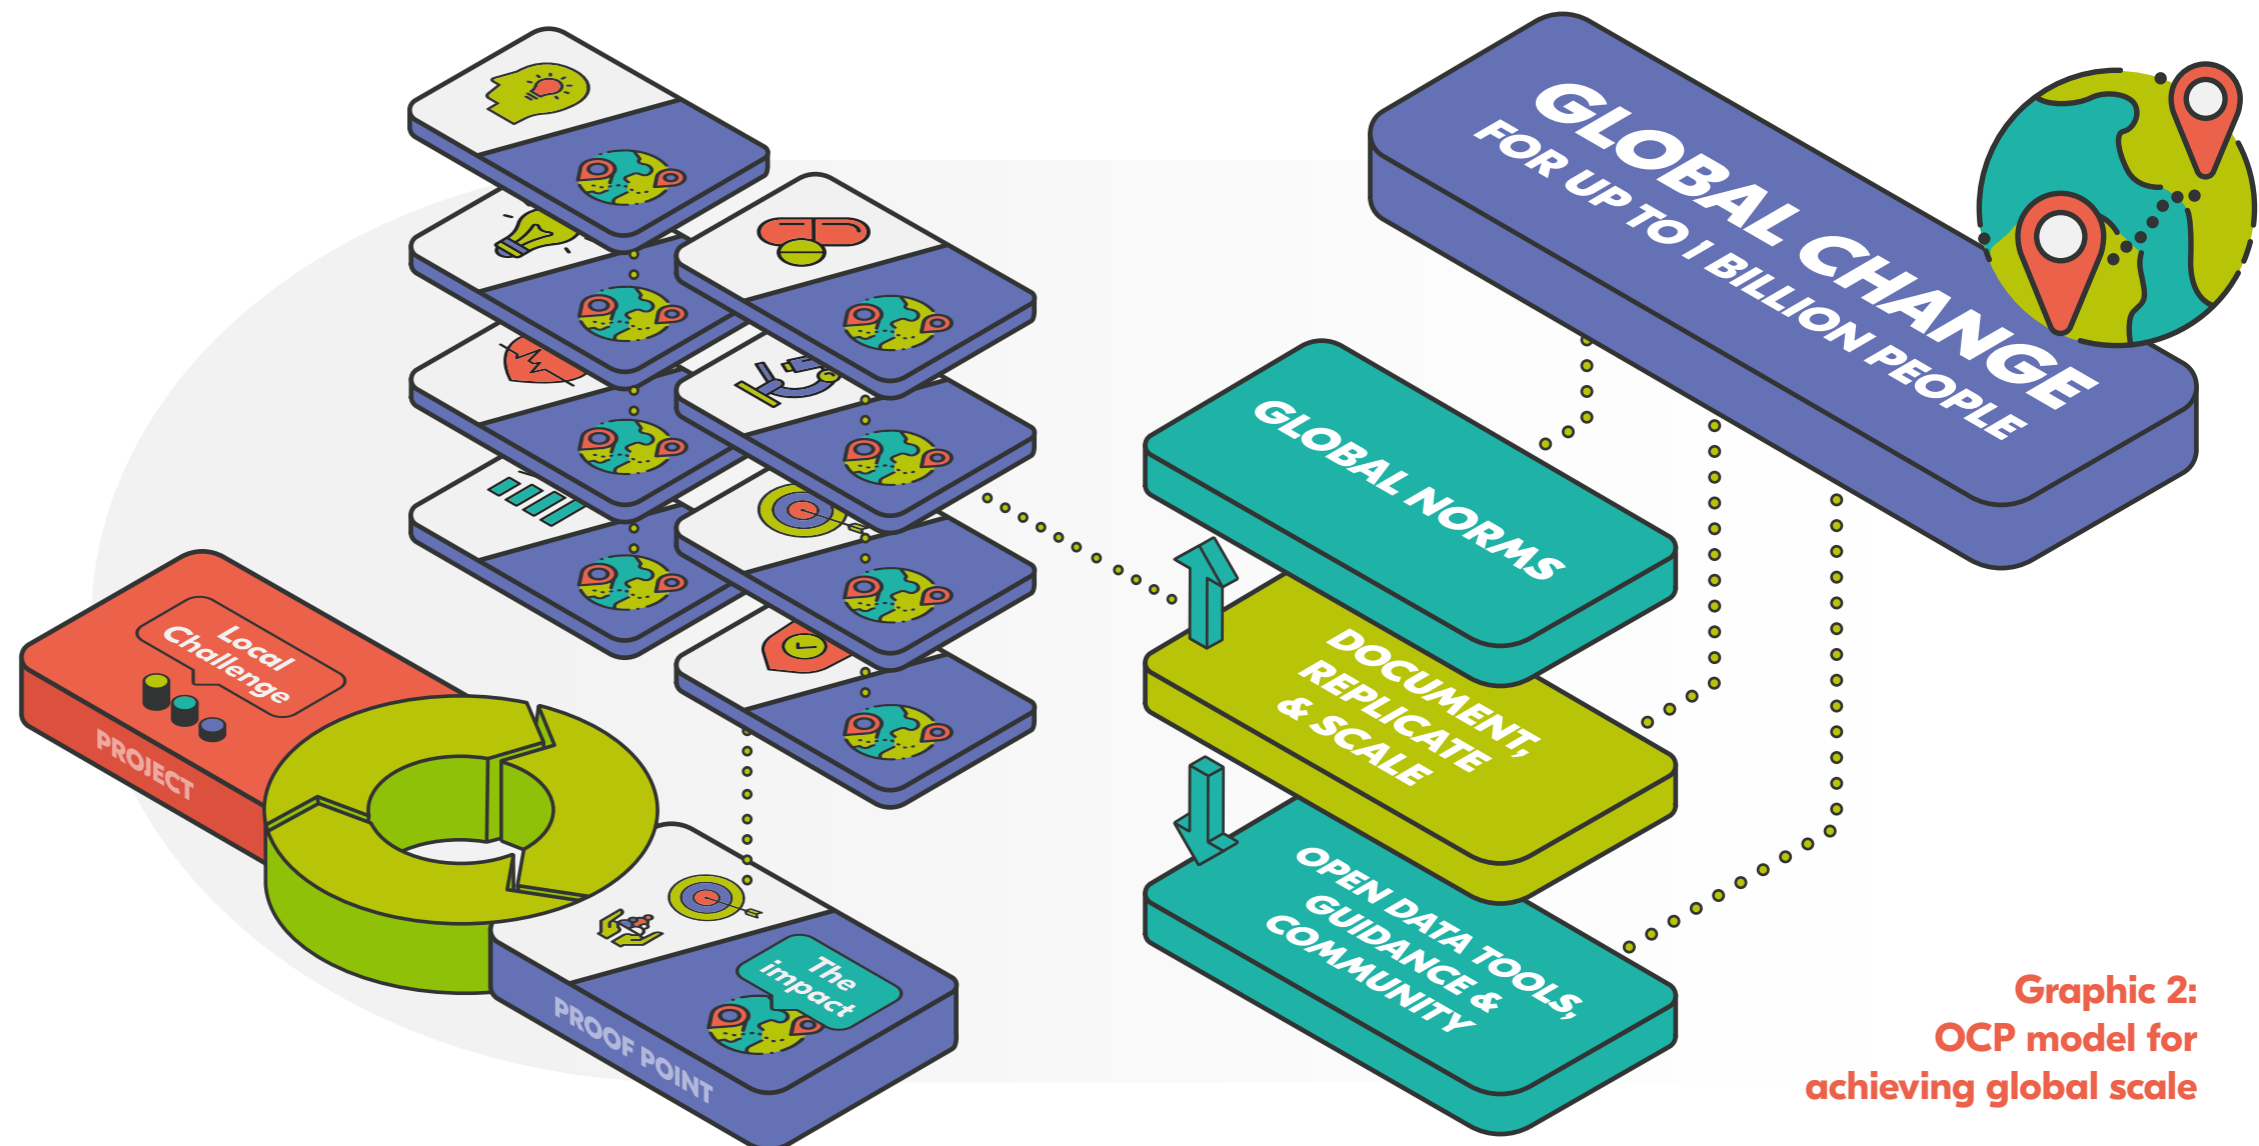 Local
Challenge
PROJECT
The
impact
PROOF POINT
GLOBAL NORMS
DOCUMENT,
REPLICATE
& SCALE
OPEN DATA TOOLS,
GUIDANCE &
COMMUNITY
GLOBAL CHANGE
FOR UP TO 1 BILLION PEOPLE
Graphic 2:
OCP model for
achieving global scale